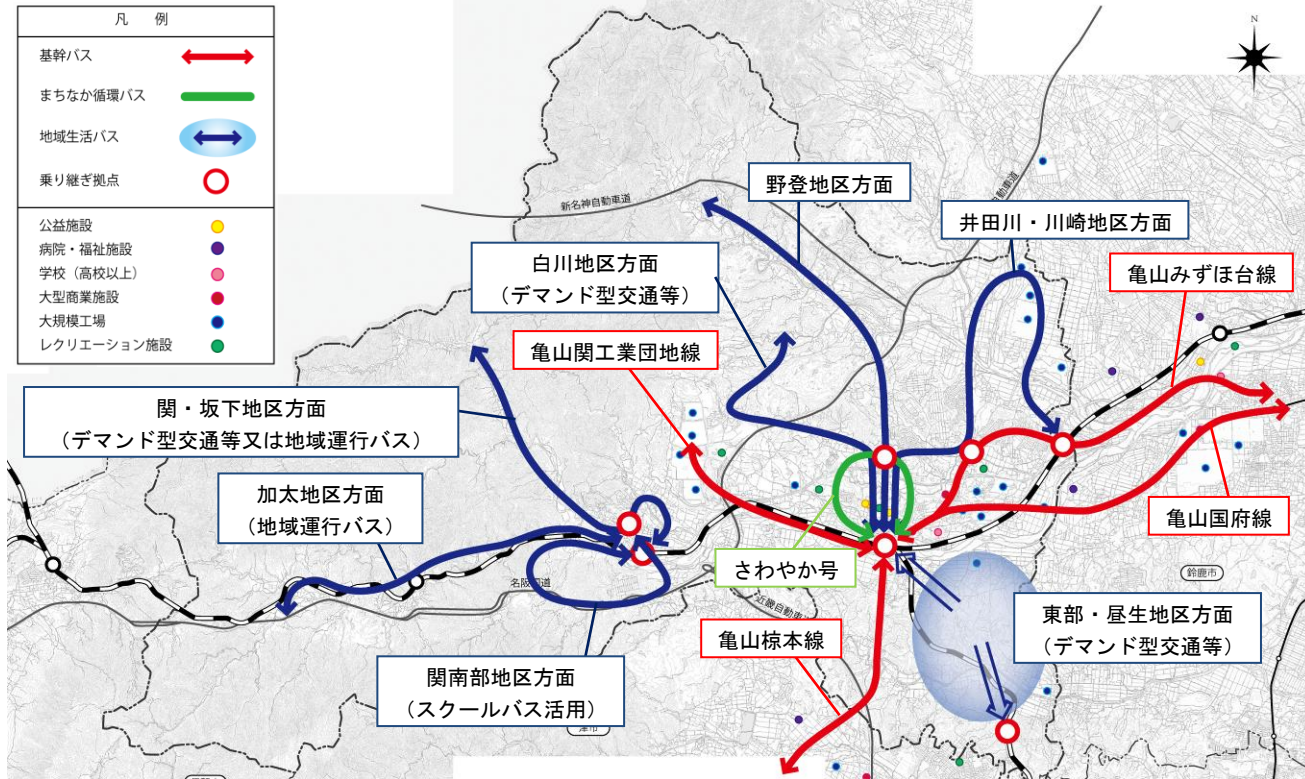 凡　例
基幹バス
まちなか循環バス
地域生活バス
乗り継ぎ拠点
公益施設
病院・福祉施設
学校（高校以上）
大型商業施設
大規模工場
レクリエーション施設
N
新名神自動車道
野登地区方面
井田川・川崎地区方面
白川地区方面
（デマンド型交通等）
亀山みずほ台線
亀山関工業団地線
関・坂下地区方面
（デマンド型交通等又は地域運行バス）
加太地区方面
（地域運行バス）
亀山国府線
さわやか号
名阪国道
鈴鹿市
近畿自動車道
東部・昼生地区方面
（デマンド型交通等）
亀山椋本線
関南部地区方面
（スクールバス活用）
津市